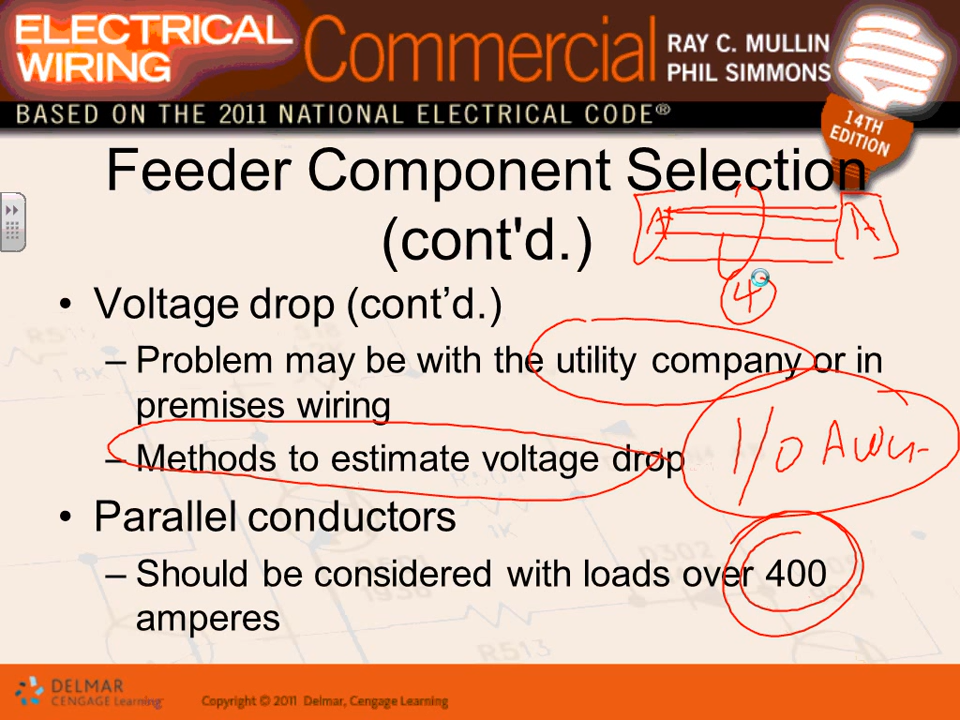 ELECTRICAL WIRING Commercial RAY C. MULLIN
PHIL SIMMONS
BASED ON THE 2011 NATIONAL ELECTRICAL CODE®
14TH EDITION
Feeder Component Selection
(cont'd.)
A A
4
• Voltage drop (cont’d.)
– Problem may be with the utility company or in
premises wiring
– Methods to estimate voltage drop
1/0
• Parallel conductors
– Should be considered with loads over 400
amperes
DELMAR
CENGAGE Learning
Copyright © 2011 Delmar, Cengage Learning
R513
D302
1K